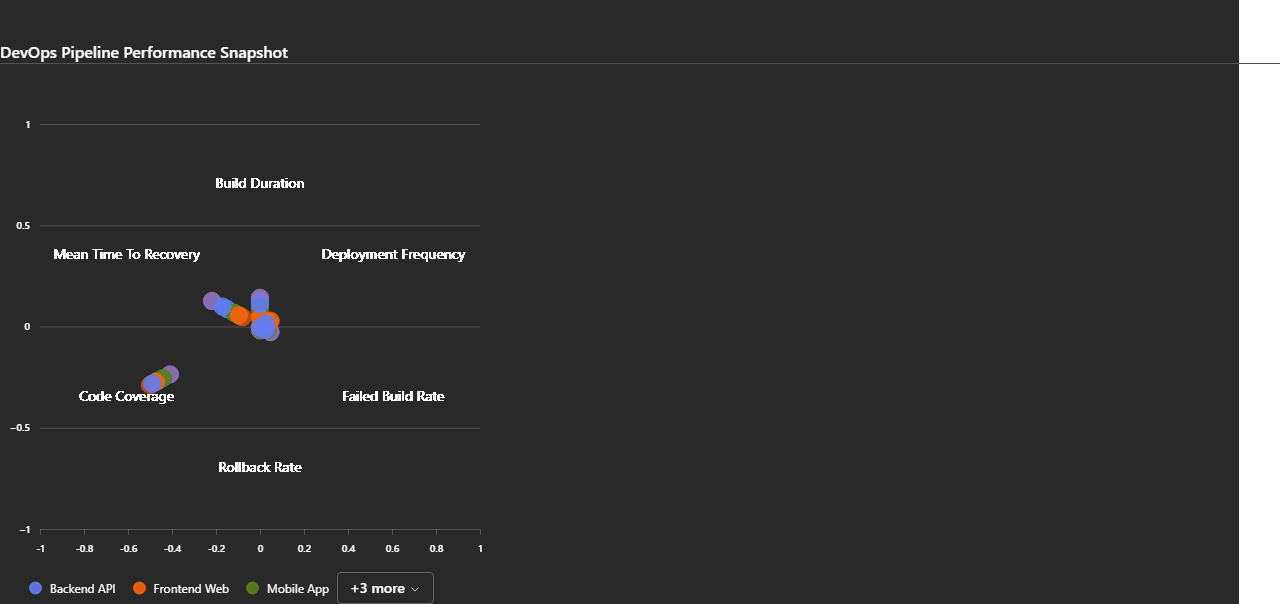 DevOps Pipeline Performance Snapshot
1
Build Duration
0.5
Mean Time To Recovery
Deployment Frequency
0
Code Coverage
Failed Build Rate
−0.5
Rollback Rate
−1
-1 -0.8 -0.6 -0.4 -0.2 0 0.2 0.4 0.6 0.8 1
Backend API Frontend Web Mobile App +3 more